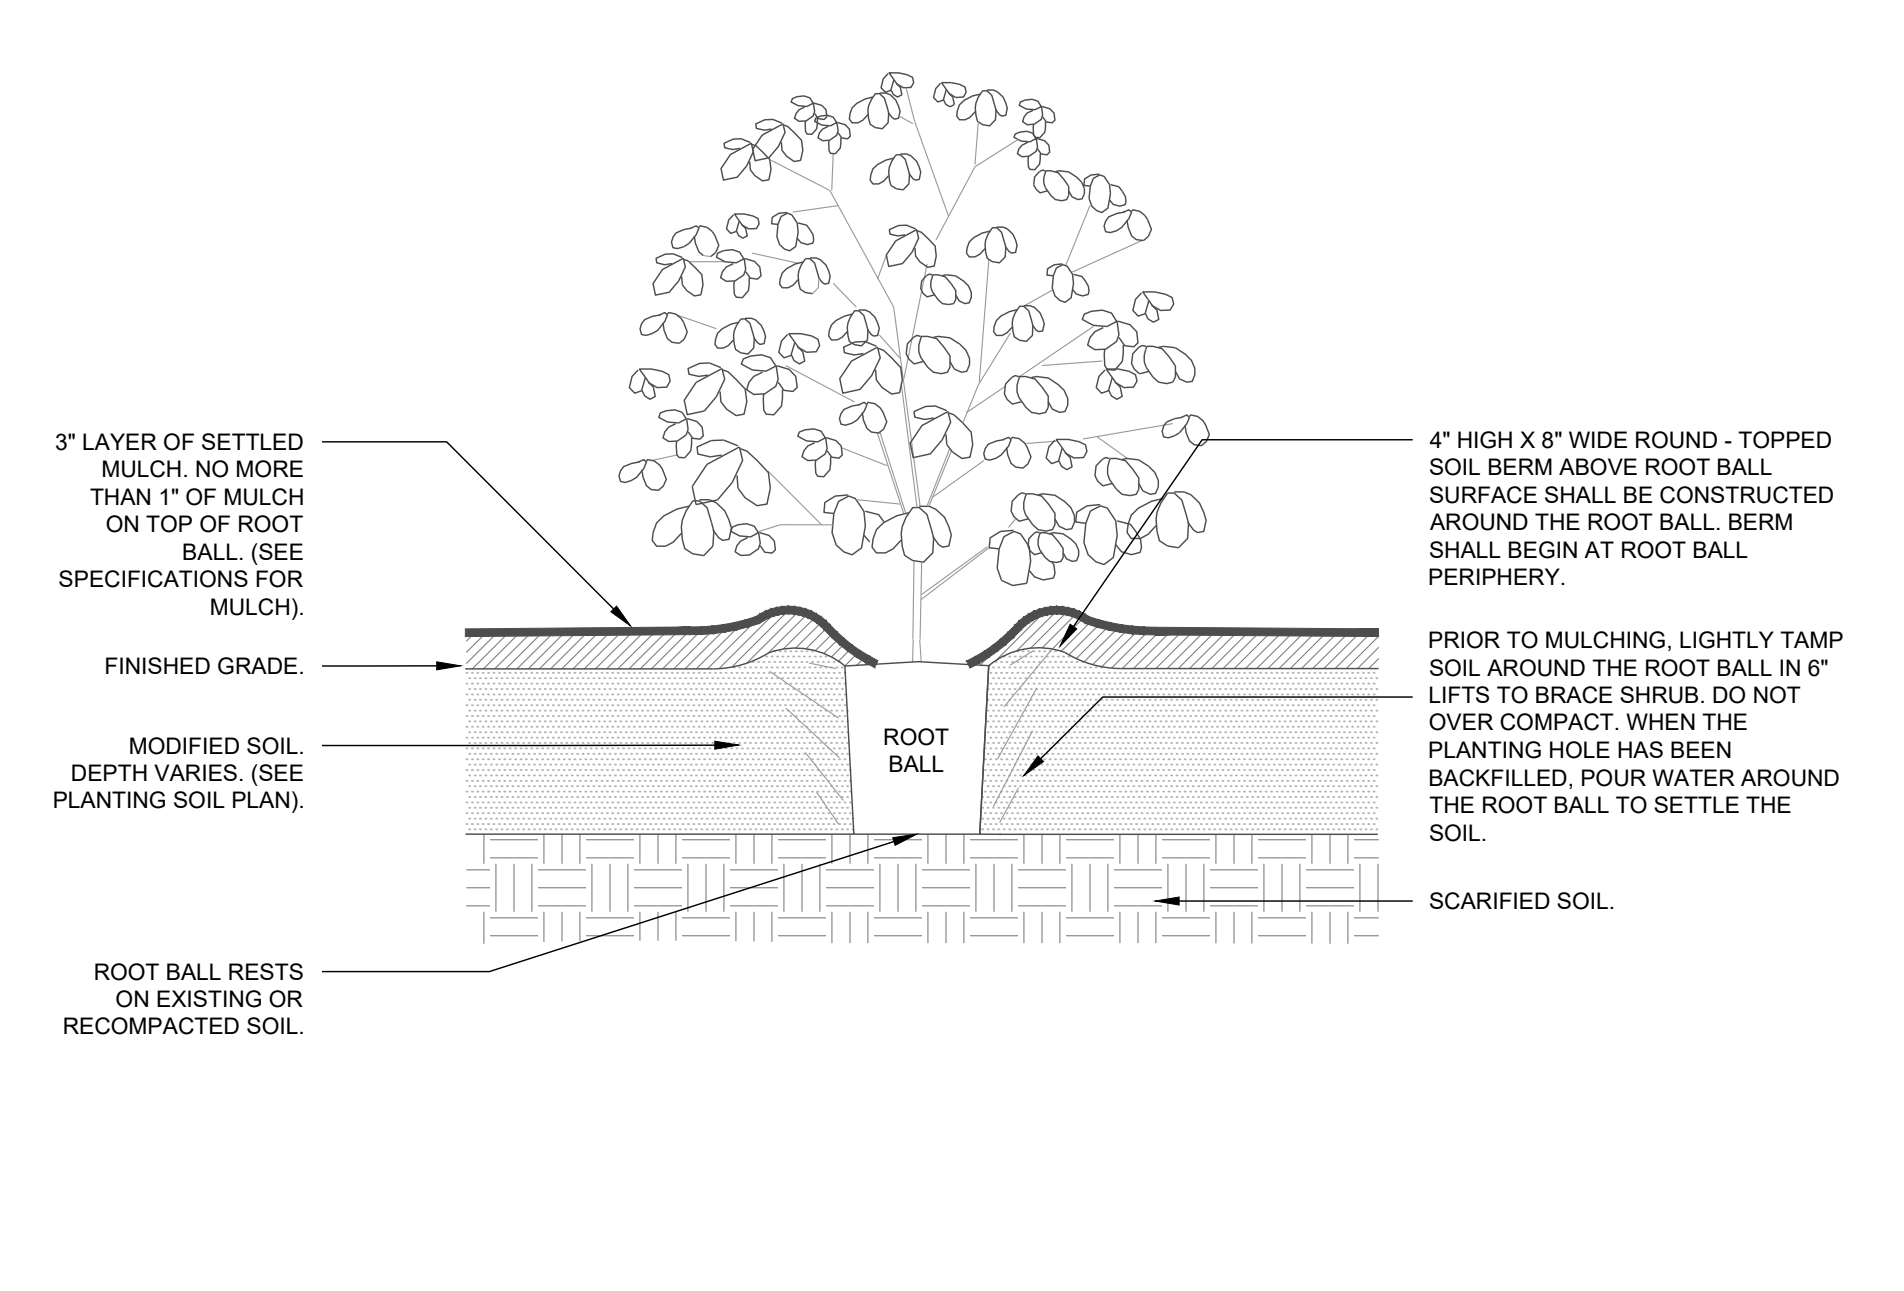 3" LAYER OF SETTLED
MULCH. NO MORE
THAN 1" OF MULCH
ON TOP OF ROOT
BALL. (SEE
SPECIFICATIONS FOR
MULCH).
FINISHED GRADE.
MODIFIED SOIL.
DEPTH VARIES. (SEE
PLANTING SOIL PLAN).
ROOT BALL RESTS
ON EXISTING OR
RECOMPACTED SOIL.
ROOT
BALL
4" HIGH X 8" WIDE ROUND - TOPPED
SOIL BERM ABOVE ROOT BALL
SURFACE SHALL BE CONSTRUCTED
AROUND THE ROOT BALL. BERM
SHALL BEGIN AT ROOT BALL
PERIPHERY.
PRIOR TO MULCHING, LIGHTLY TAMP
SOIL AROUND THE ROOT BALL IN 6"
LIFTS TO BRACE SHRUB. DO NOT
OVER COMPACT. WHEN THE
PLANTING HOLE HAS BEEN
BACKFILLED, POUR WATER AROUND
THE ROOT BALL TO SETTLE THE
SOIL.
SCARIFIED SOIL.